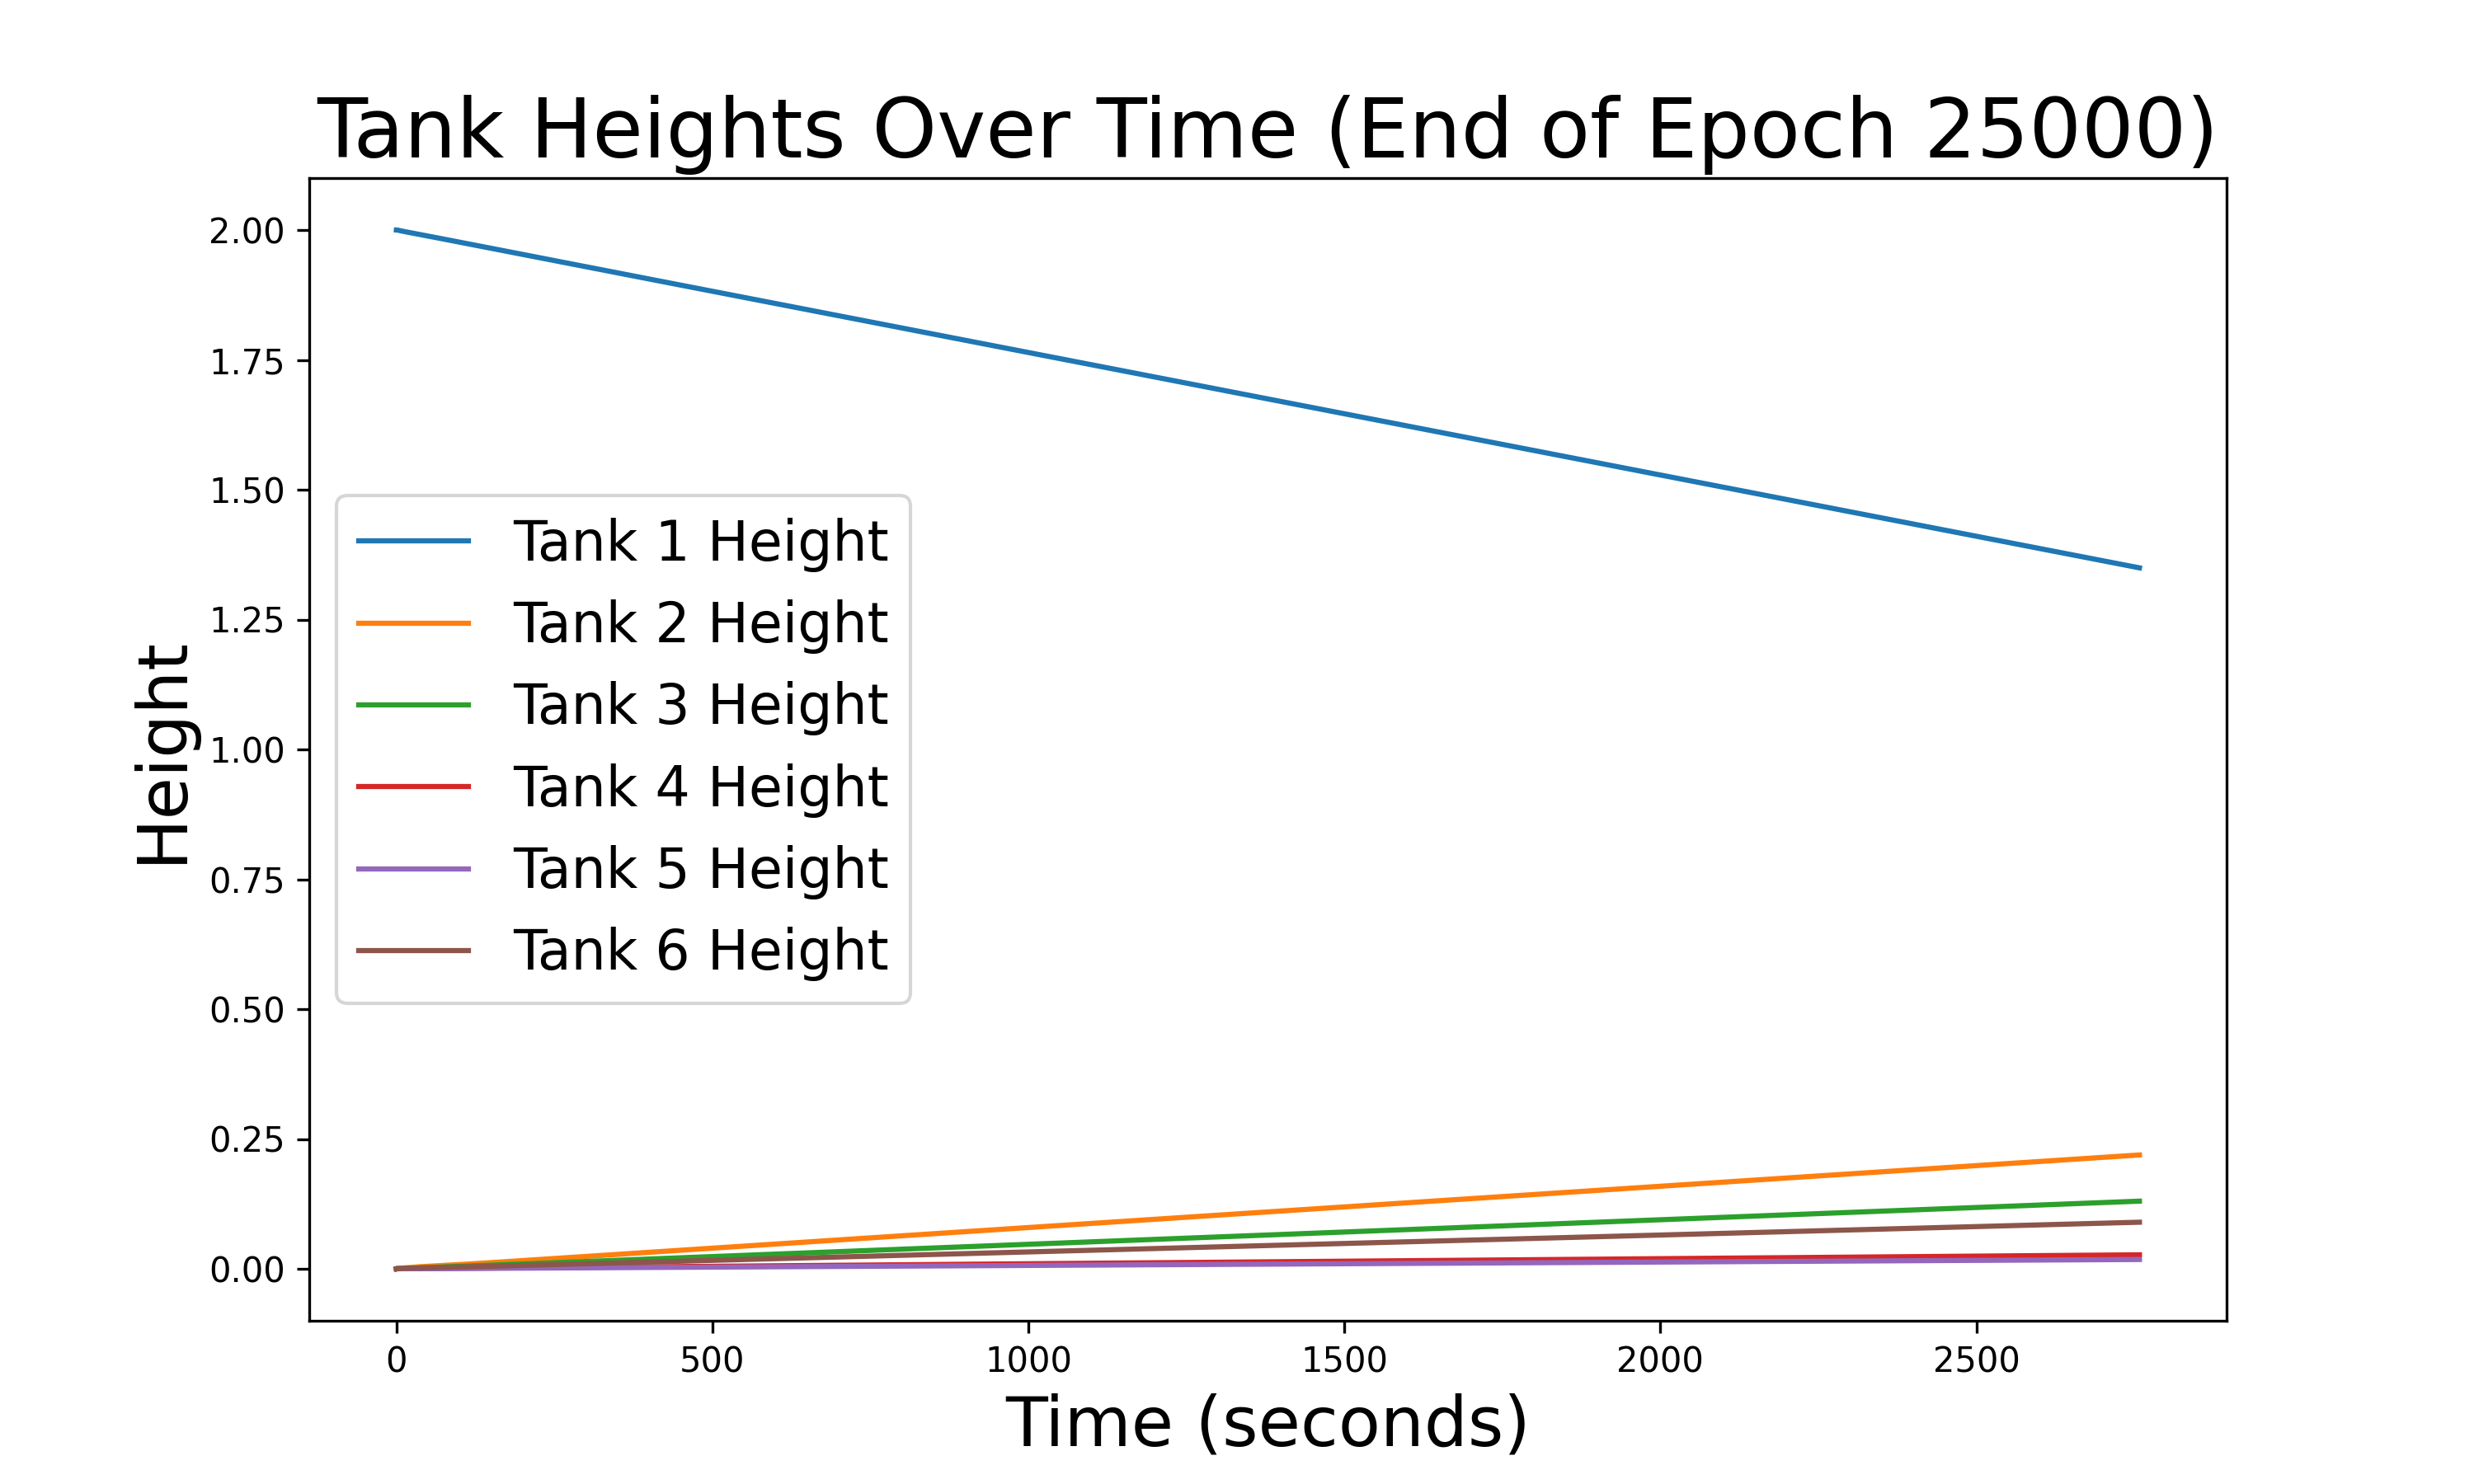 Tank Heights Over Time (End of Epoch 25000)
2.00
1.75
1.50
1.25
1.00
0.75
0.50
0.25
0.00
Height
Tank 1 Height
Tank 2 Height
Tank 3 Height
Tank 4 Height
Tank 5 Height
Tank 6 Height
0 500 1000 1500 2000 2500
Time (seconds)